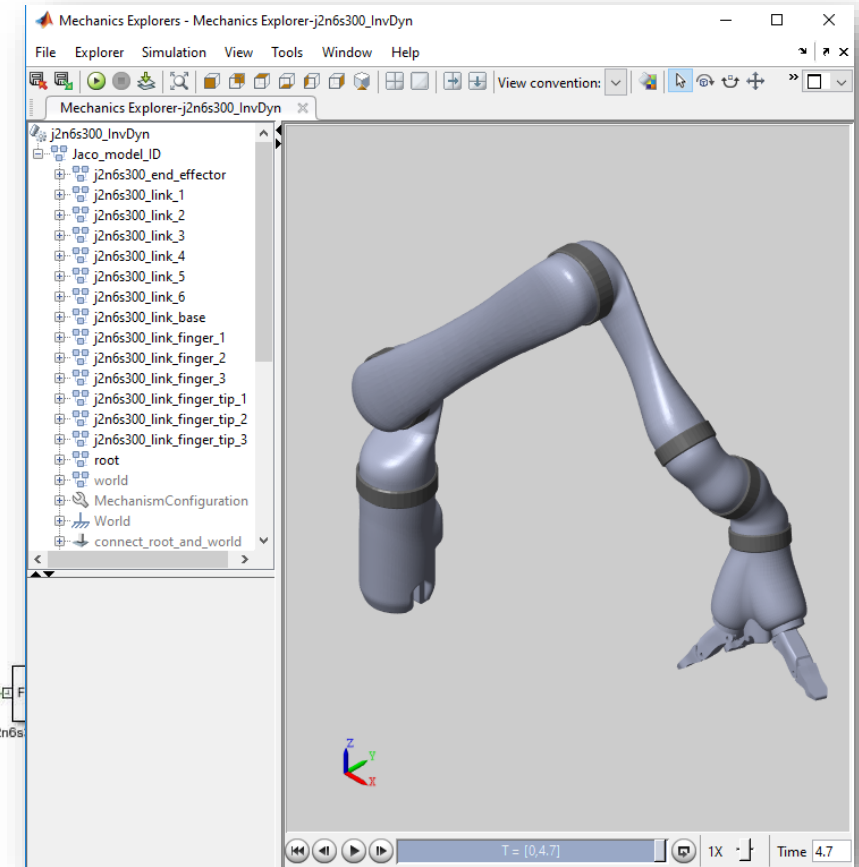 Mechanics Explorers - Mechanics Explorer-j2n6s300_InvDyn
File Explorer Simulation View Tools Window Help
View convention:
Mechanics Explorer-j2n6s300_InvDyn
j2n6s300_InvDyn
Jaco_model_ID
j2n6s300_end_effector
j2n6s300_link_1
j2n6s300_link_2
j2n6s300_link_3
j2n6s300_link_4
j2n6s300_link_5
j2n6s300_link_6
j2n6s300_link_base
j2n6s300_link_finger_1
j2n6s300_link_finger_2
j2n6s300_link_finger_3
j2n6s300_link_finger_tip_1
j2n6s300_link_finger_tip_2
j2n6s300_link_finger_tip_3
root
world
MechanismConfiguration
World
connect_root_and_world
F
2n6s3
Z
Y
X
T = [0,4.7]
1X
Time 4.7